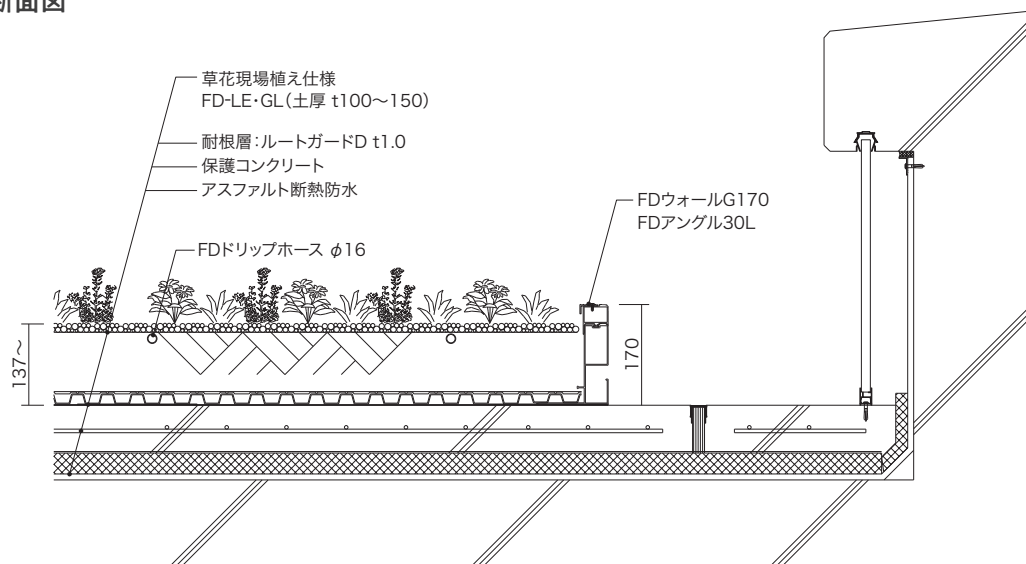 断面図
草花現場植え仕様
FD-LE・GL（土厚 t100～150）
耐根層：ルートガードD t1.0
保護コンクリート
アスファルト断熱防水
FDドリップホース φ16
FDウォールG170
FDアングル30L
137～
170